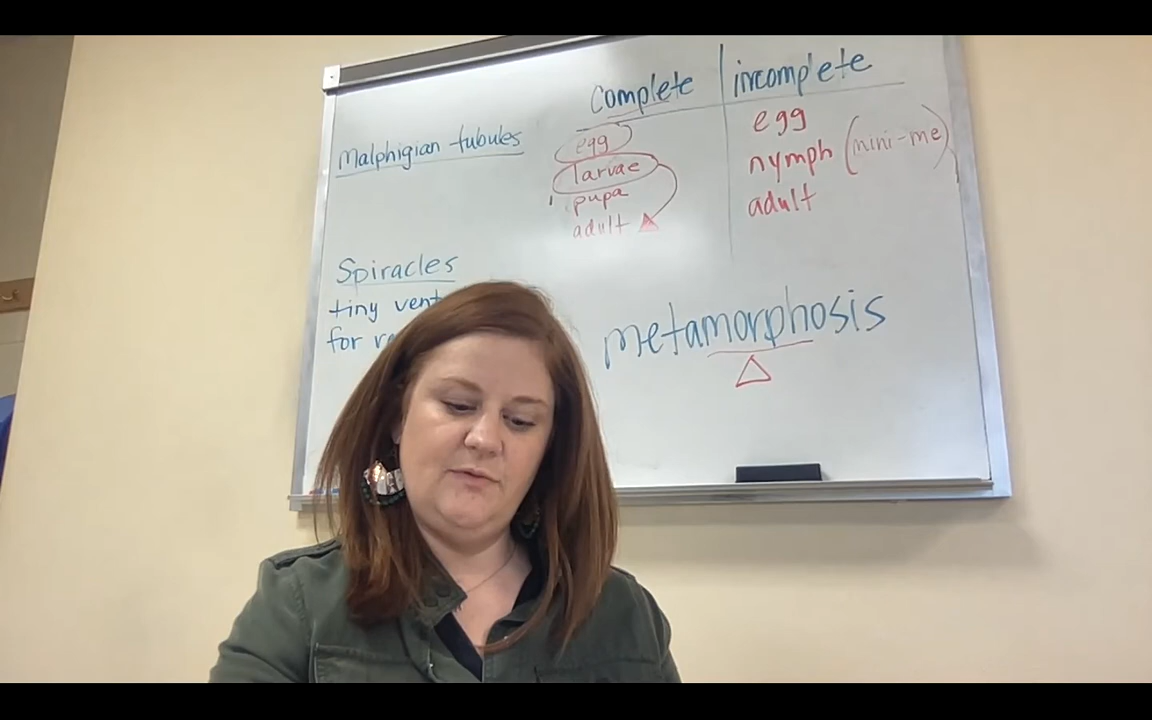 Complete | incomplete
Malphigian tubules
egg
larvae
pupa
adult
egg
nymph (mini-me)
adult
Spiracles
tiny vent
for
metamorphosis